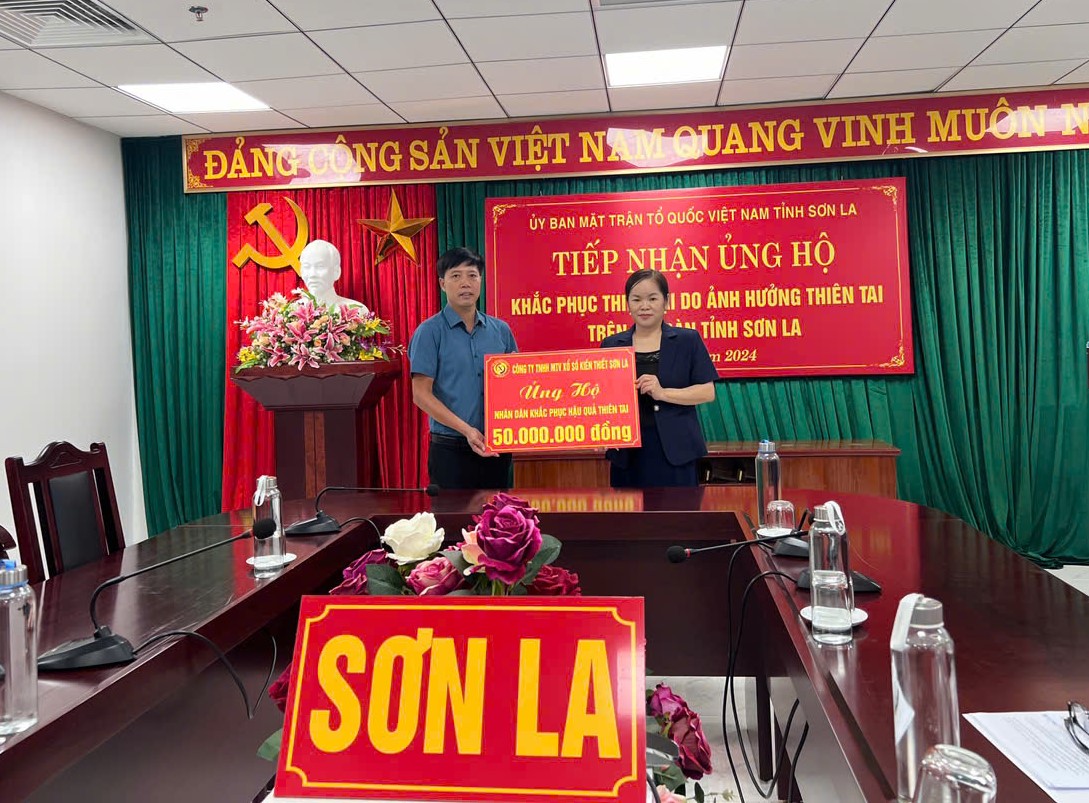 ĐẢNG CỘNG SẢN VIỆT NAM QUANG VINH MUÔN N
ỦY BAN MẶT TRẬN TỔ QUỐC VIỆT NAM TỈNH SƠN LA
TIẾP NHẬN ỦNG HỘ
KHẮC PHỤC THI I DO ẢNH HƯỞNG THIÊN TAI
TRÊN ÀN TỈNH SƠN LA
m 2024
CÔNG TY TNHH MTV XỔ SỐ KIẾN THIẾT SƠN LA
Ủng Hộ
NHÂN DÂN KHẮC PHỤC HẬU QUẢ THIÊN TAI
50.000.000 đồng
SƠN LA